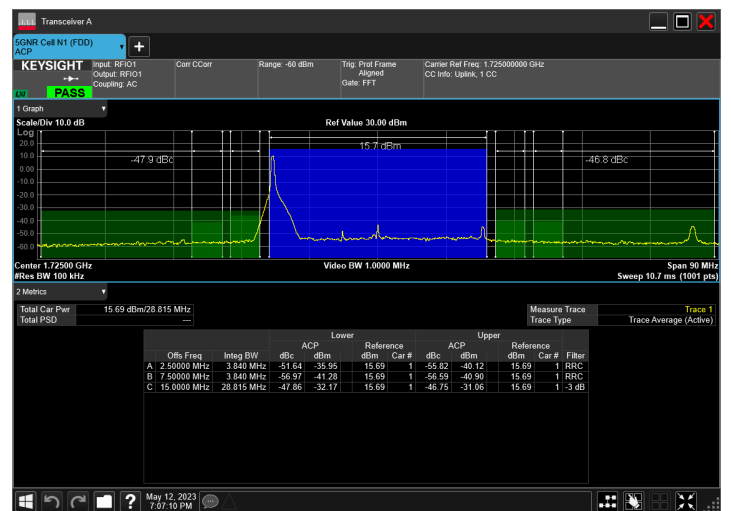 Transceiver A
5GNR Cell N1 (FDD)
ACP
KEYSIGHT
LXI
PASS
Input: RFIO1
Output: RFIO1
Coupling: AC
Corr CCorr
Range: -60 dBm
Trig: Prot Frame
Aligned
Gate: FFT
Carrier Ref Freq: 1.725000000 GHz
CC Info: Uplink, 1 CC
1 Graph
Scale/Div 10.0 dB
Ref Value 30.00 dBm
Log
20.0
10.0
0.00
-10.0
-20.0
-30.0
-40.0
-50.0
-60.0
-47.9 dBc
15.7 dBm
-46.8 dBc
Center 1.72500 GHz
Video BW 1.0000 MHz
Span 90 MHz
#Res BW 100 kHz
Sweep 10.7 ms (1001 pts)
2 Metrics
Total Car Pwr 15.69 dBm/28.815 MHz
Total PSD ---
Measure Trace Trace 1
Trace Type Trace Average (Active)
Lower Upper
ACP Reference ACP Reference
Offs Freq Integ BW dBc dBm dBm Car # dBc dBm dBm Car # Filter
A 2.50000 MHz 3.840 MHz -51.64 -35.95 15.69 1 -55.82 -40.12 15.69 1 RRC
B 7.50000 MHz 3.840 MHz -56.97 -41.28 15.69 1 -56.59 -40.90 15.69 1 RRC
C 15.0000 MHz 28.815 MHz -47.86 -32.17 15.69 1 -46.75 -31.06 15.69 1 -3 dB
May 12, 2023
7:07:10 PM